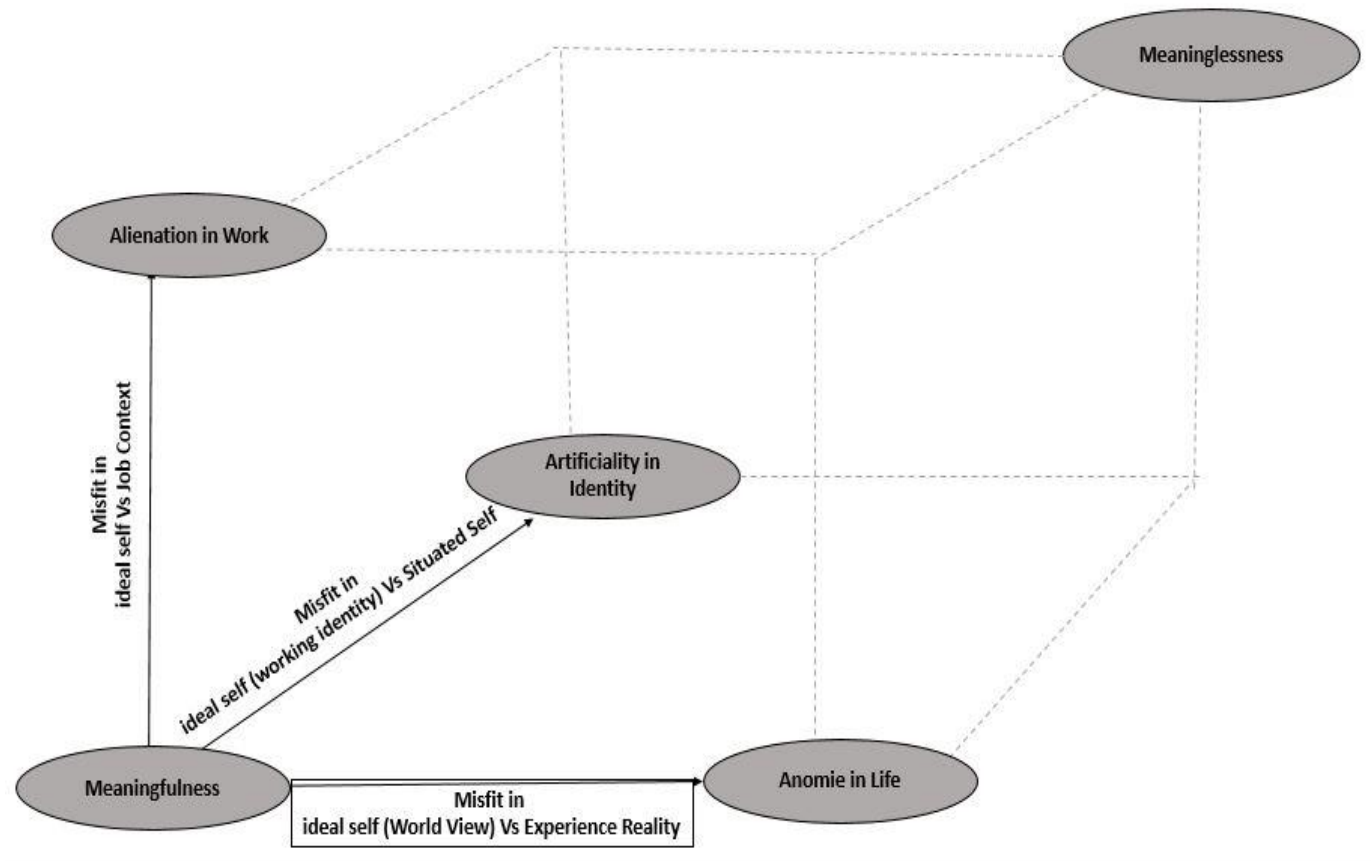 Meaninglessness
Alienation in Work
Misfit in
ideal self Vs Job Context
Artificiality in
Identity
Misfit in
ideal self (working identity) Vs Situated Self
Meaningfulness
Anomie in Life
Misfit in
ideal self (World View) Vs Experience Reality